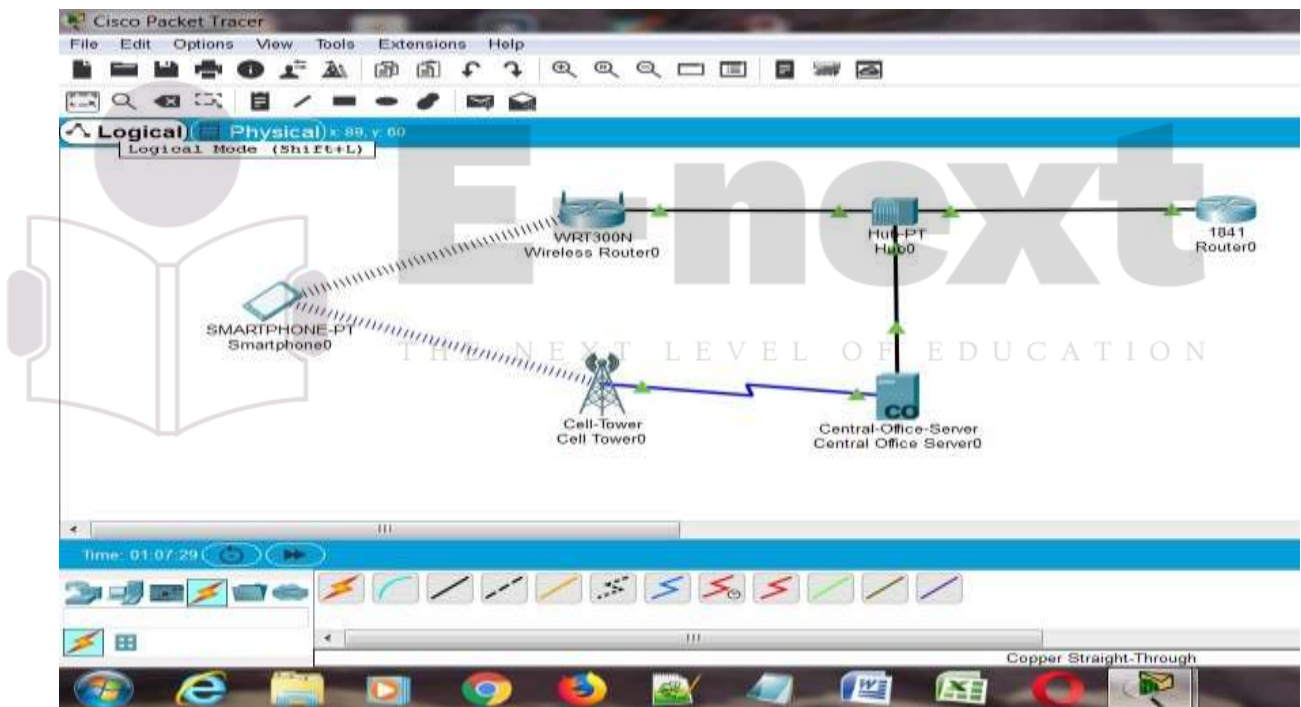 Cisco Packet Tracer
File Edit Options View Tools Extensions Help
Logical Physical x: 89, y: 60
Logical Mode (Shift+L)
E-next
THE NEXT LEVEL OF EDUCATION
WRT300N
Wireless Router0
Hub-PT
Hub0
1841
Router0
SMARTPHONE-PT
Smartphone0
Cell-Tower
Cell Tower0
CO
Central-Office-Server
Central Office Server0
Time: 01:07:29
Copper Straight-Through